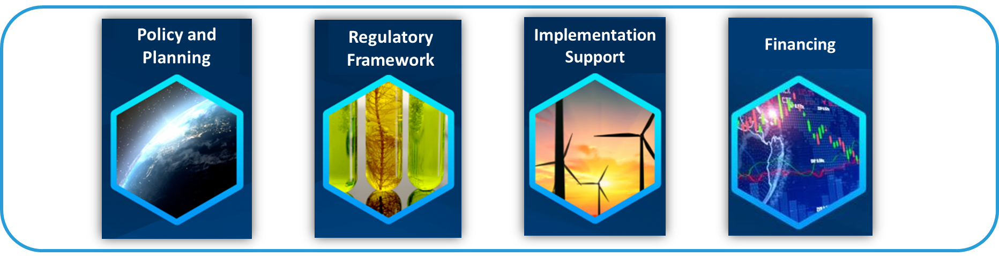 Policy and
Planning
Regulatory
Framework
Implementation
Support
Financing